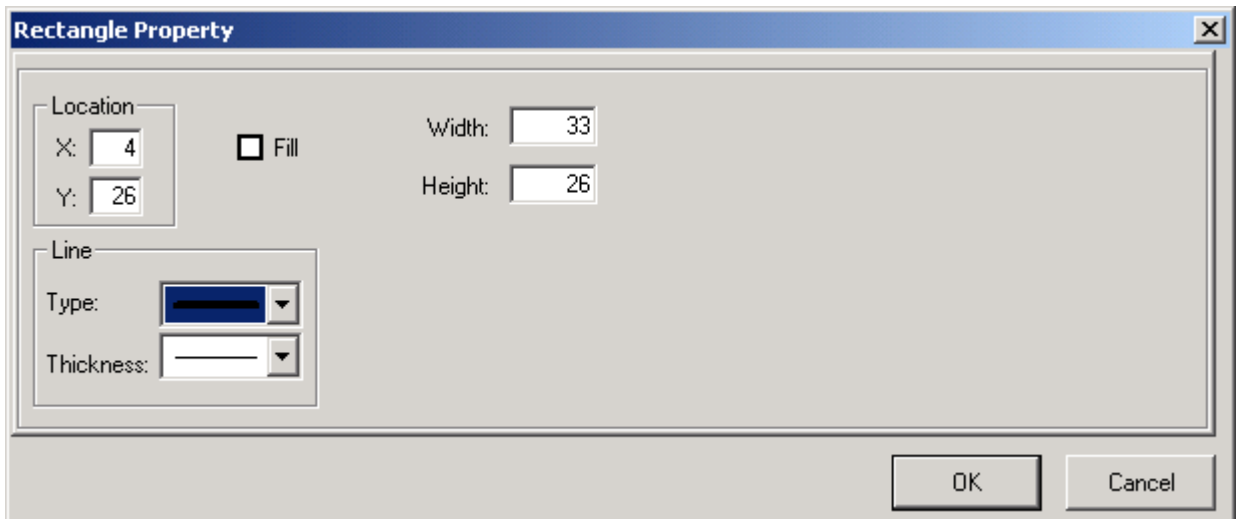 Rectangle Property
Location
X: 4
Y: 26
Fill
Width: 33
Height: 26
Line
Type:
Thickness:
OK
Cancel